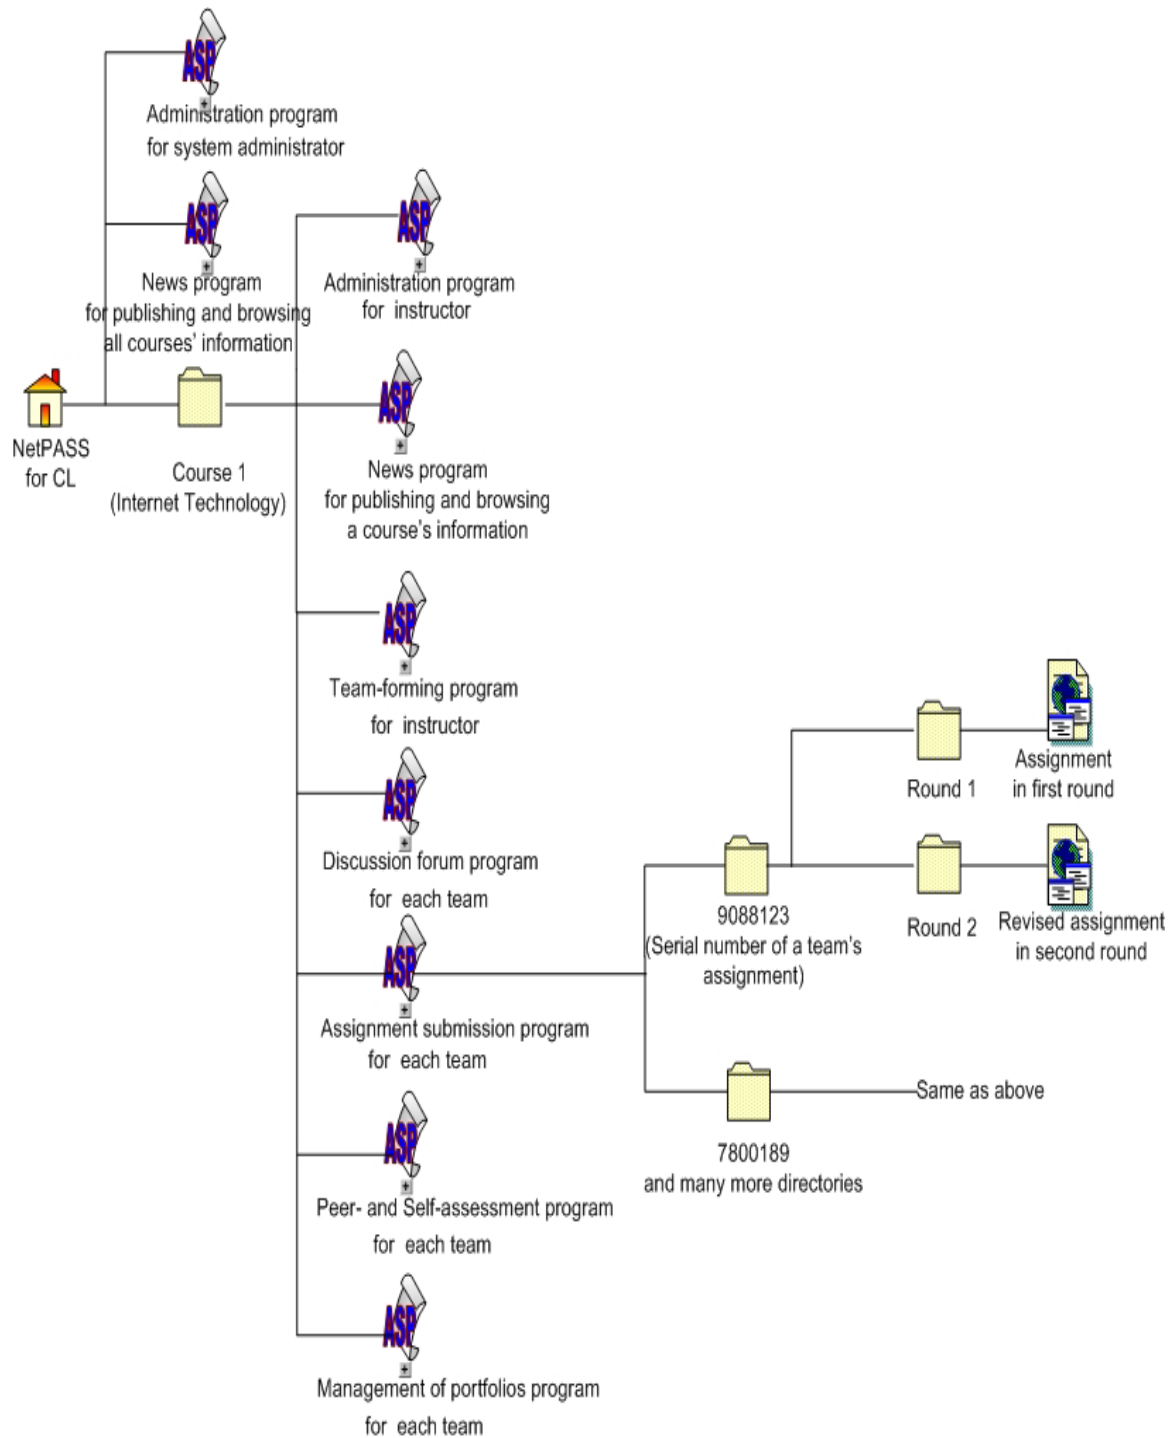 ASP
Administration program
for system administrator
ASP
News program
for publishing and browsing
all courses' information
NetPASS
for CL
Course 1
(Internet Technology)
ASP
Administration program
for instructor
ASP
News program
for publishing and browsing
a course's information
ASP
Team-forming program
for instructor
ASP
Discussion forum program
for each team
ASP
Assignment submission program
for each team
9088123
(Serial number of a team's
assignment)
Round 1
Assignment
in first round
Round 2
Revised assignment
in second round
7800189
and many more directories
Same as above
ASP
Peer- and Self-assessment program
for each team
ASP
Management of portfolios program
for each team